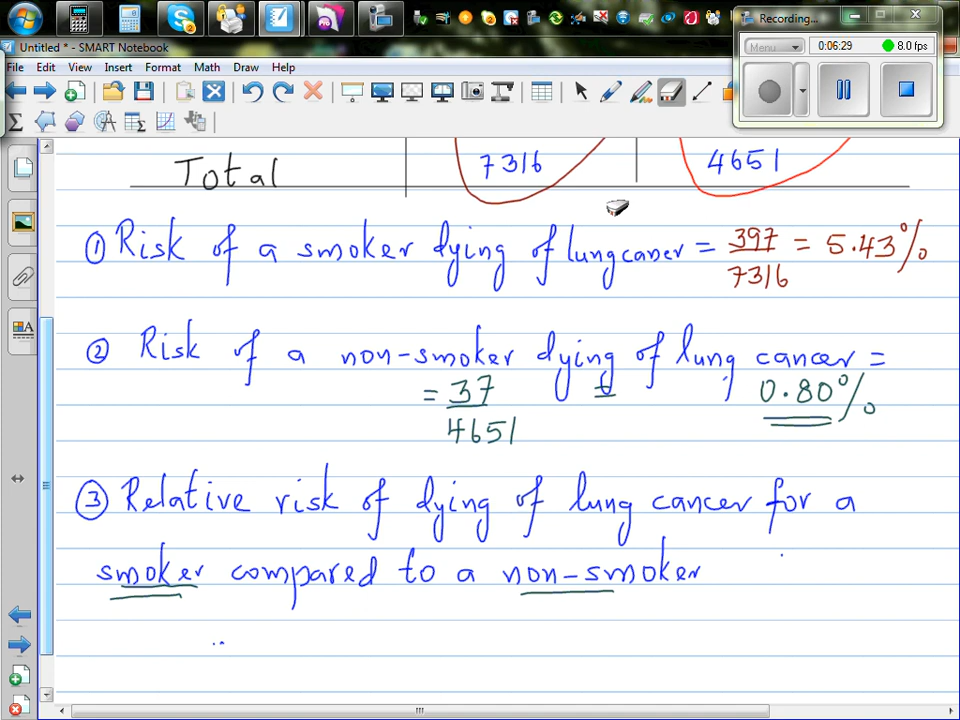 Recording...
Menu
0:06:29
8.0 fps
Untitled * - SMART Notebook
File Edit View Insert Format Math Draw Help
Total 7316 4651
① Risk of a smoker dying of lung caner = 397/7316 = 5.43%
② Risk of a non-smoker dying of lung cancer =
= 37/4651 = 0.80%
③ Relative risk of dying of lung cancer for a
smoker compared to a non-smoker